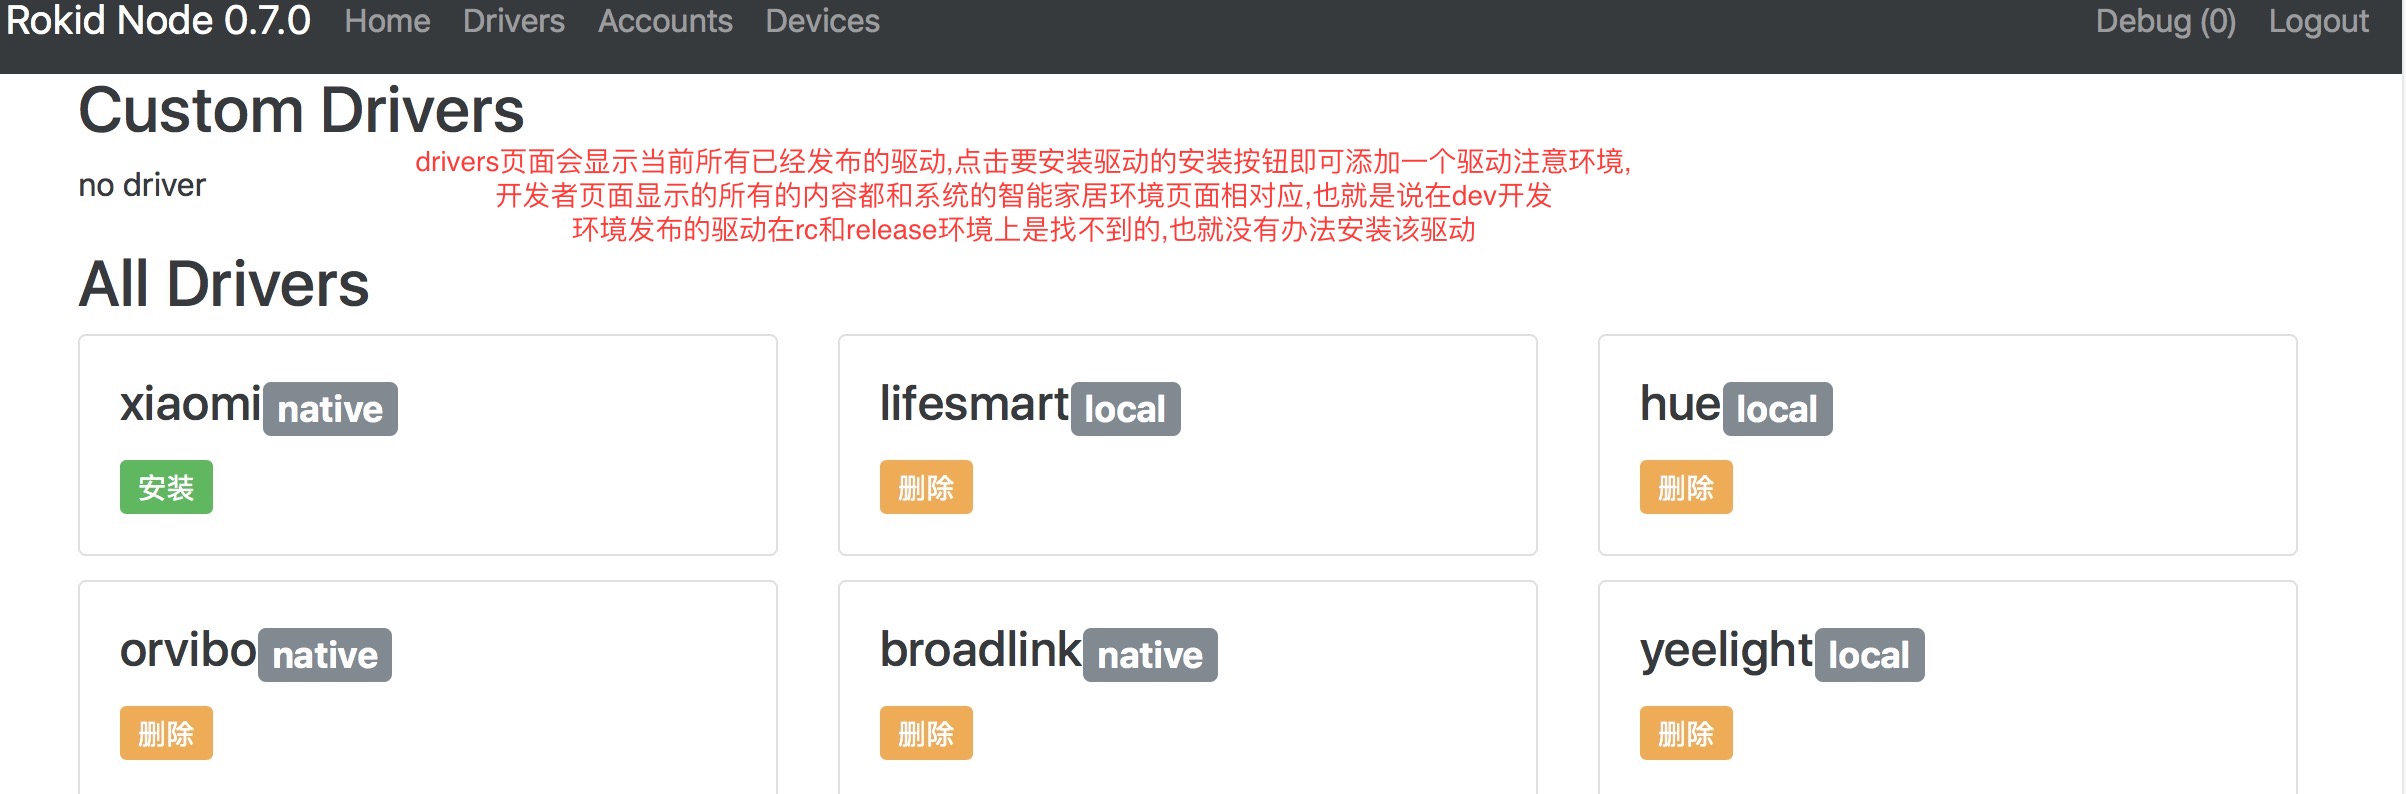 Rokid Node 0.7.0 Home Drivers Accounts Devices Debug (0) Logout
Custom Drivers
drivers页面会显示当前所有已经发布的驱动,点击要安装驱动的安装按钮即可添加一个驱动注意环境,
no driver
开发者页面显示的所有的内容都和系统的智能家居环境页面相对应,也就是说在dev开发
环境发布的驱动在rc和release环境上是找不到的,也就没有办法安装该驱动
All Drivers
xiaomi native lifesmart local hue local
安装 删除 删除
orvibo native broadlink native yeelight local
删除 删除 删除